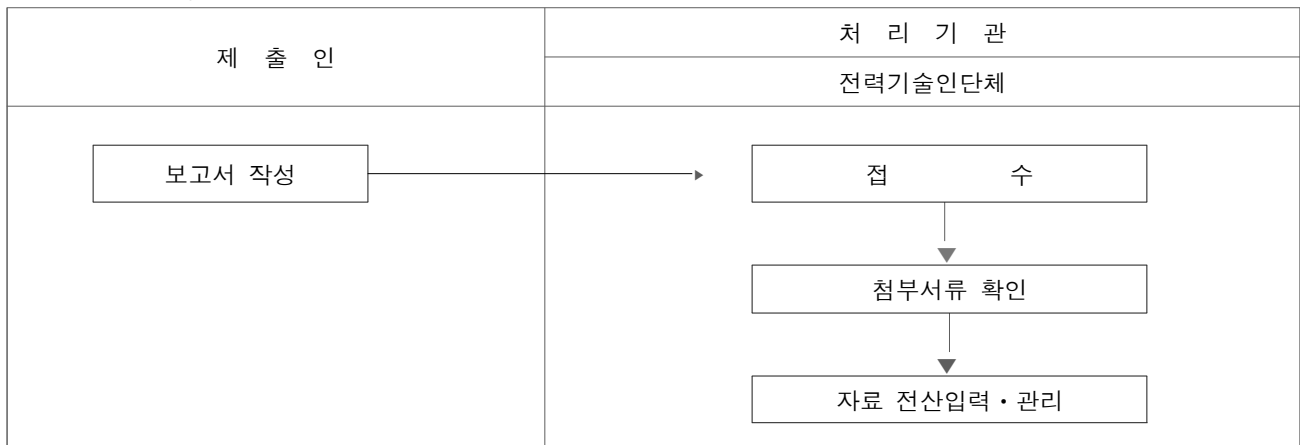 제 출 인
처 리 기 관
전력기술인단체
보고서 작성
접 수
첨부서류 확인
자료 전산입력·관리